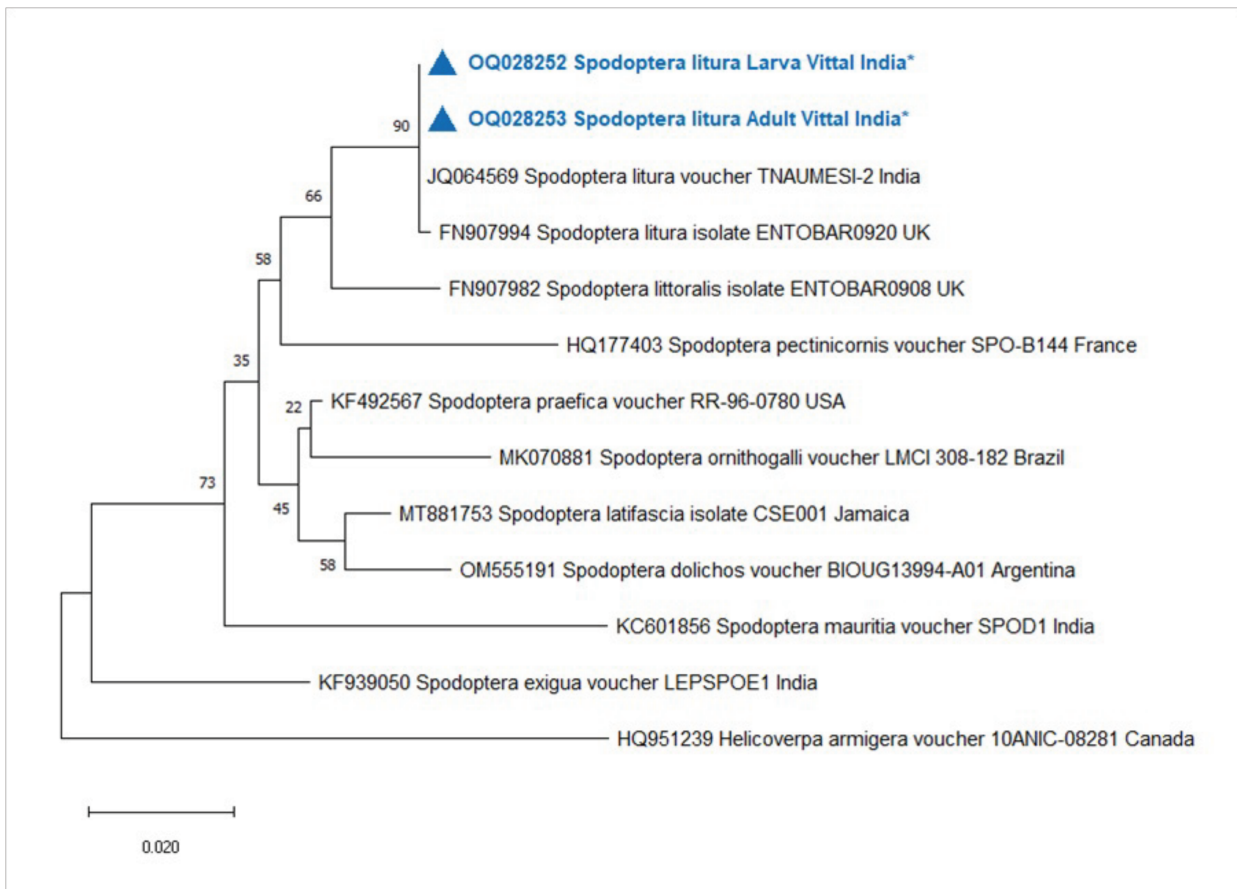 OQ028252 Spodoptera litura Larva Vittal India*
OQ028253 Spodoptera litura Adult Vittal India*
90
JQ064569 Spodoptera litura voucher TNAUMESI-2 India
66
FN907994 Spodoptera litura isolate ENTOBAR0920 UK
58
FN907982 Spodoptera littoralis isolate ENTOBAR0908 UK
HQ177403 Spodoptera pectinicornis voucher SPO-B144 France
35
KF492567 Spodoptera praefica voucher RR-96-0780 USA
22
MK070881 Spodoptera ornithogalli voucher LMCI 308-182 Brazil
73
45
MT881753 Spodoptera latifascia isolate CSE001 Jamaica
58
OM555191 Spodoptera dolichos voucher BIOUG13994-A01 Argentina
KC601856 Spodoptera mauritia voucher SPOD1 India
KF939050 Spodoptera exigua voucher LEPSPOE1 India
HQ951239 Helicoverpa armigera voucher 10ANIC-08281 Canada
0.020